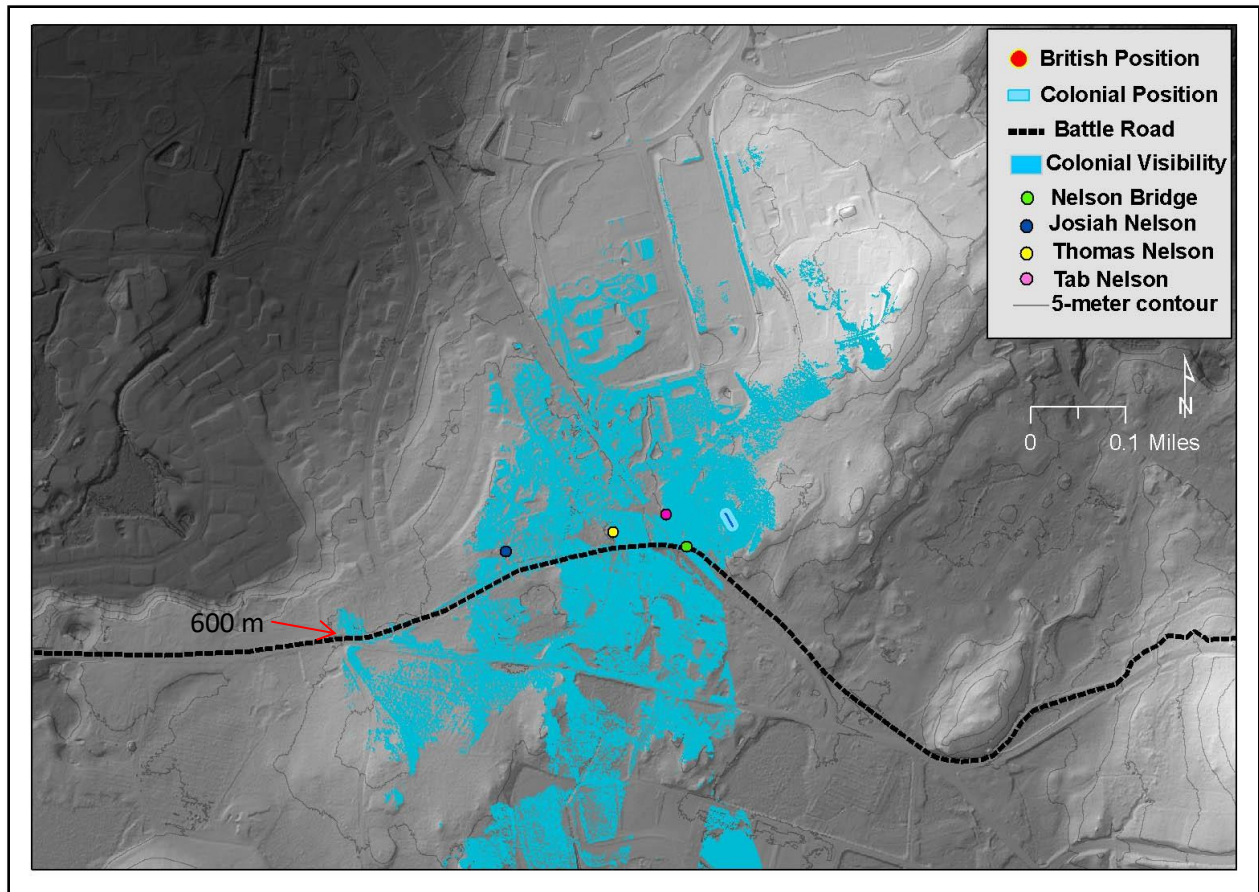 British Position
Colonial Position
Battle Road
Colonial Visibility
Nelson Bridge
Josiah Nelson
Thomas Nelson
Tab Nelson
5-meter contour
N
0 0.1 Miles
600 m